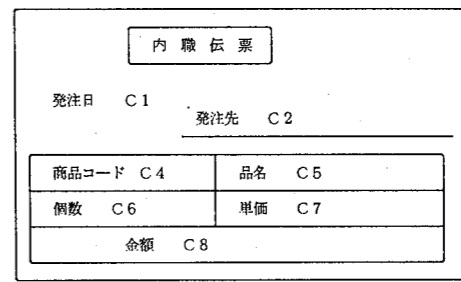 内職伝票
発注日 C1
発注先 C2
商品コード C4 品名 C5
個数 C6 単価 C7
金額 C8